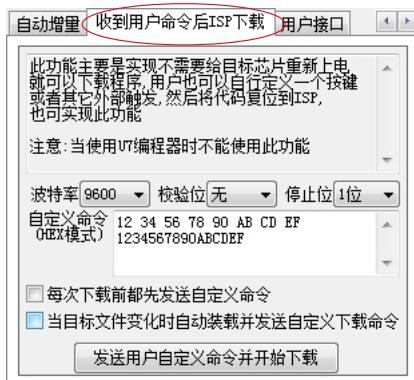 自动增量 收到用户命令后ISP下载 用户接口
此功能主要是实现不需要给目标芯片重新上电
就可以下载程序,用户也可以自行定义一个按键
或者其它外部触发,然后将代码复位到ISP,
也可实现此功能
注意:当使用U7编程器时不能使用此功能
波特率 9600 校验位 无 停止位 1位
自定义命令 12 34 56 78 90 AB CD EF
(HEX模式) 1234567890ABCDEF
每次下载前都先发送自定义命令
当目标文件变化时自动装载并发送自定义下载命令
发送用户自定义命令并开始下载